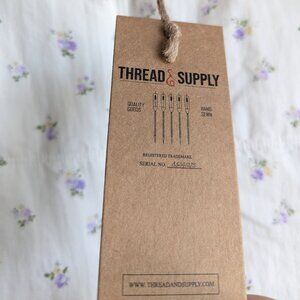 THREAD & SUPPLY
QUALITY GOODS
HAND SEWN
REGISTERED TRADEMARK
SERIAL NO.
WWW.THREADANDSUPPLY.COM